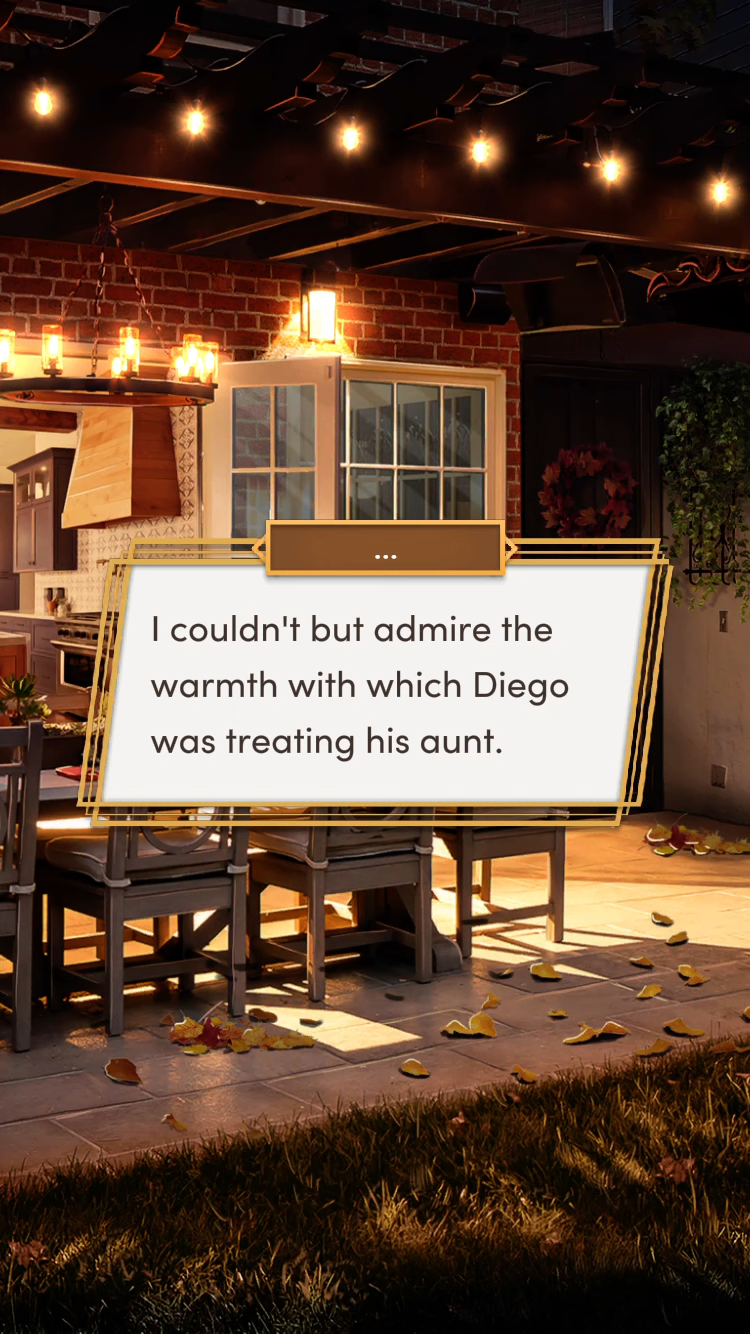 ...
I couldn't but admire the
warmth with which Diego
was treating his aunt.